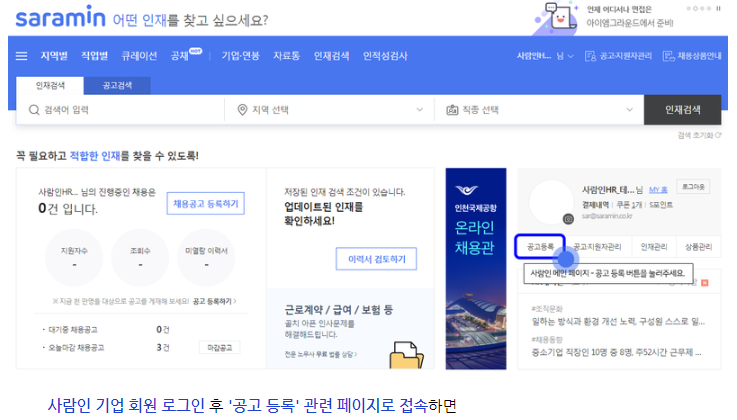 saramin 어떤 인재를 찾고 싶으세요?
면재 어디서나 면접은
아이엠그라운드에서 준비!
지역별 직업별 큐레이션 공채 HOT 기업·연봉 자료통 인재검색 인적성검사
사람인H... 님 공고·지원자관리 채용상품안내
인재검색 공고검색
검색어 입력 지역 선택 직종 선택 인재검색
검색 초기화
꼭 필요하고 적합한 인재를 찾을 수 있도록!
사람인HR... 님의 진행중인 채용은
0건 입니다.
채용공고 등록하기
지원자수 조회수 미열람 이력서
- - -
※ 지금 천 만명을 대상으로 공고를 게재해 보세요! 공고 등록하기 >
· 대기중 채용공고 0 건
· 오늘마감 채용공고 3 건 마감공고
저장된 인재 검색 조건이 있습니다.
업데이트된 인재를
확인하세요!
이력서 검토하기
근로계약 / 급여 / 보험 등
골치 아픈 인사문제를
해결해드립니다.
전문 노무사 무료 법률 상담 >
인천국제공항
온라인
채용관
사람인HR_테... 님 MY 홈 로그아웃
결제내역 쿠폰 1개 S포인트
sar@saramin.co.kr
공고등록 공고지원자관리 인재관리 상품관리
사람인 메인 페이지 - 공고 등록 버튼을 눌러주세요.
#조직문화
일하는 방식과 환경 개선 노력, 구성원 스스로 일...
#채용동향
중소기업 직장인 10명 중 8명, 주52시간 근무제 ...
사람인 기업 회원 로그인 후 '공고 등록' 관련 페이지로 접속하면